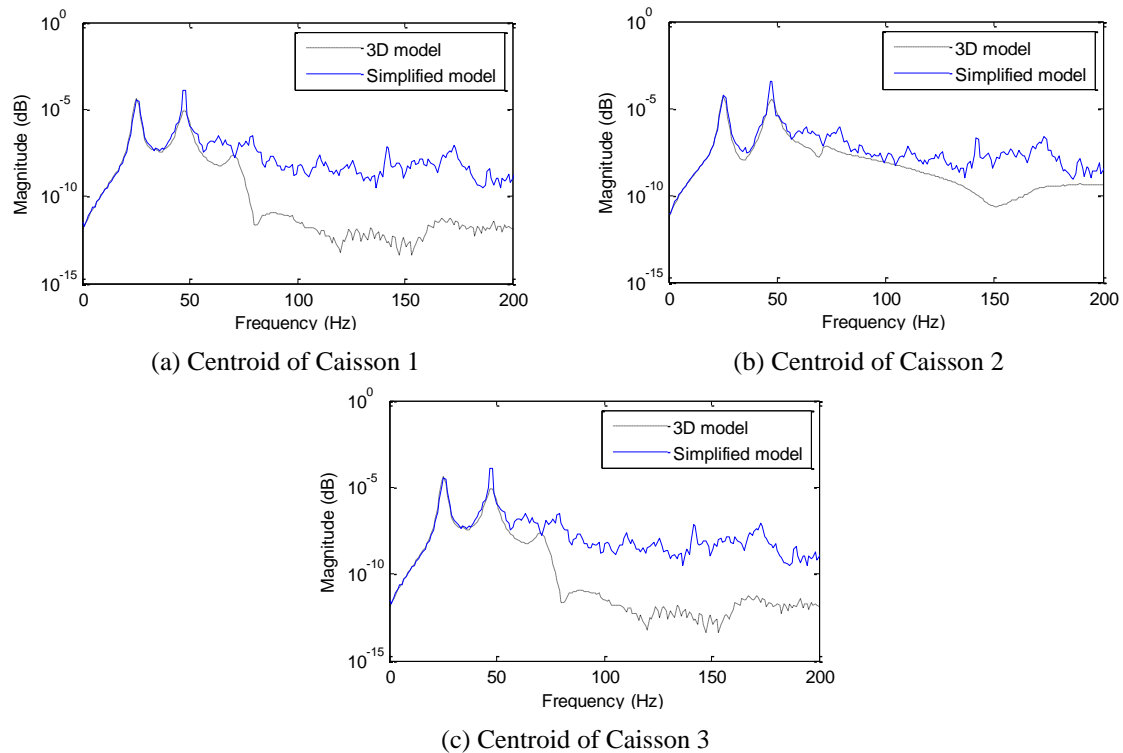 10^0
10^-5
10^-10
10^-15
Magnitude (dB)
3D model
Simplified model
0 50 100 150 200
Frequency (Hz)
(a) Centroid of Caisson 1
10^0
10^-5
10^-10
10^-15
Magnitude (dB)
3D model
Simplified model
0 50 100 150 200
Frequency (Hz)
(b) Centroid of Caisson 2
10^0
10^-5
10^-10
10^-15
Magnitude (dB)
3D model
Simplified model
0 50 100 150 200
Frequency (Hz)
(c) Centroid of Caisson 3